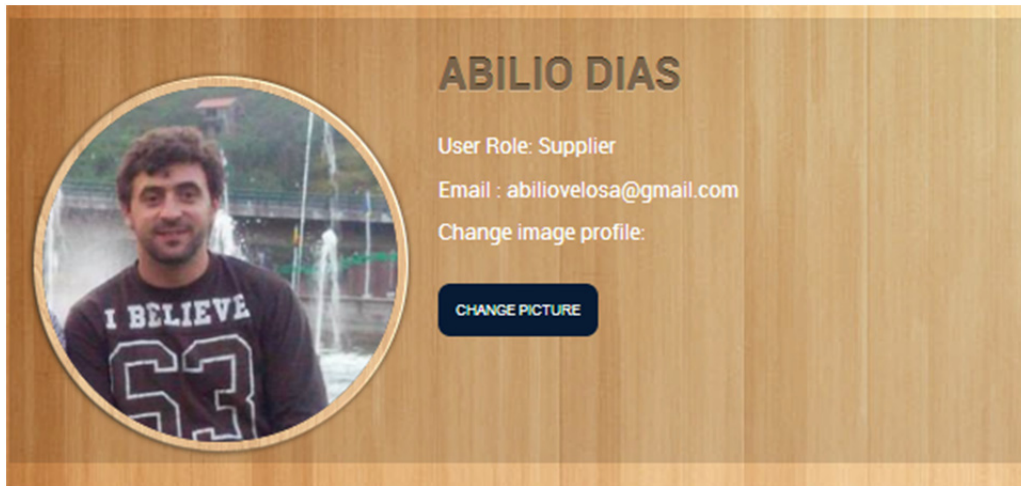 ABILIO DIAS
User Role: Supplier
Email : abiliovelosa@gmail.com
Change image profile:
CHANGE PICTURE
I BELIEVE
63